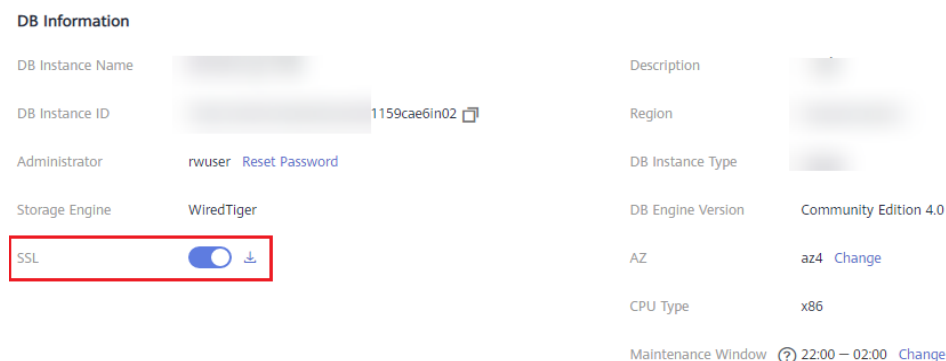 DB Information
DB Instance Name
Description
DB Instance ID 1159cae6in02
Region
Administrator rwuser Reset Password
DB Instance Type
Storage Engine WiredTiger
DB Engine Version Community Edition 4.0
SSL
AZ az4 Change
CPU Type x86
Maintenance Window ? 22:00 – 02:00 Change